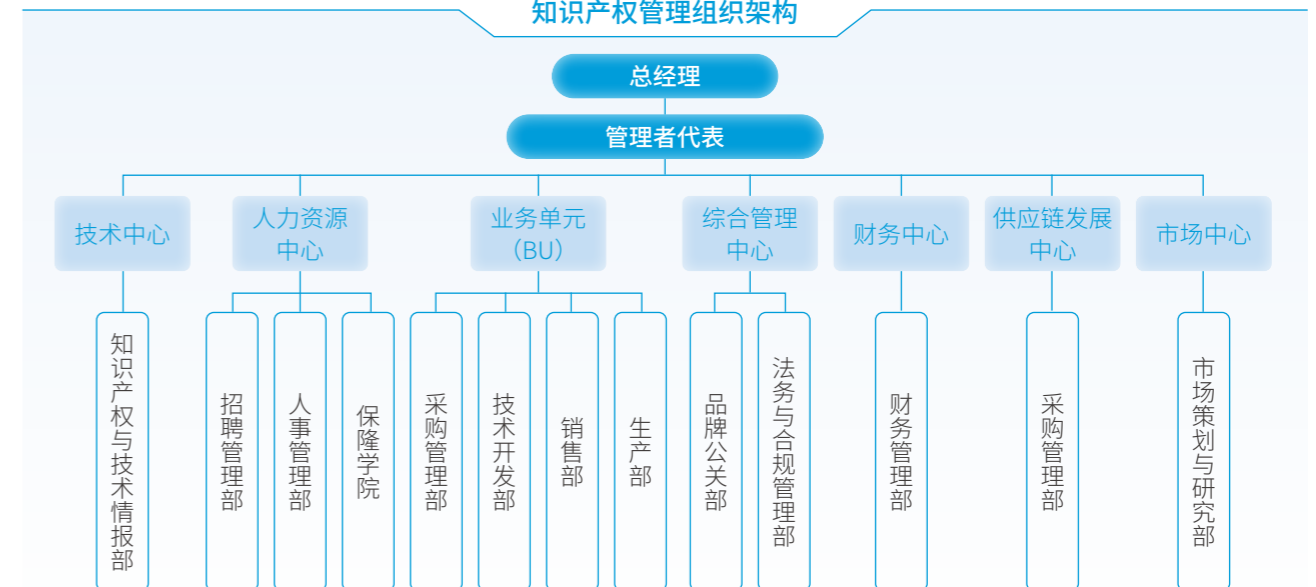 知识产权管理组织架构
总经理
管理者代表
技术中心
人力资源
中心
业务单元
（BU）
综合管理
中心
财务中心
供应链发展
中心
市场中心
知识产权与技术情报部
招聘管理部
人事管理部
保隆学院
采购管理部
技术开发部
销售部
生产部
品牌公关部
法务与合规管理部
财务管理部
采购管理部
市场策划与研究部